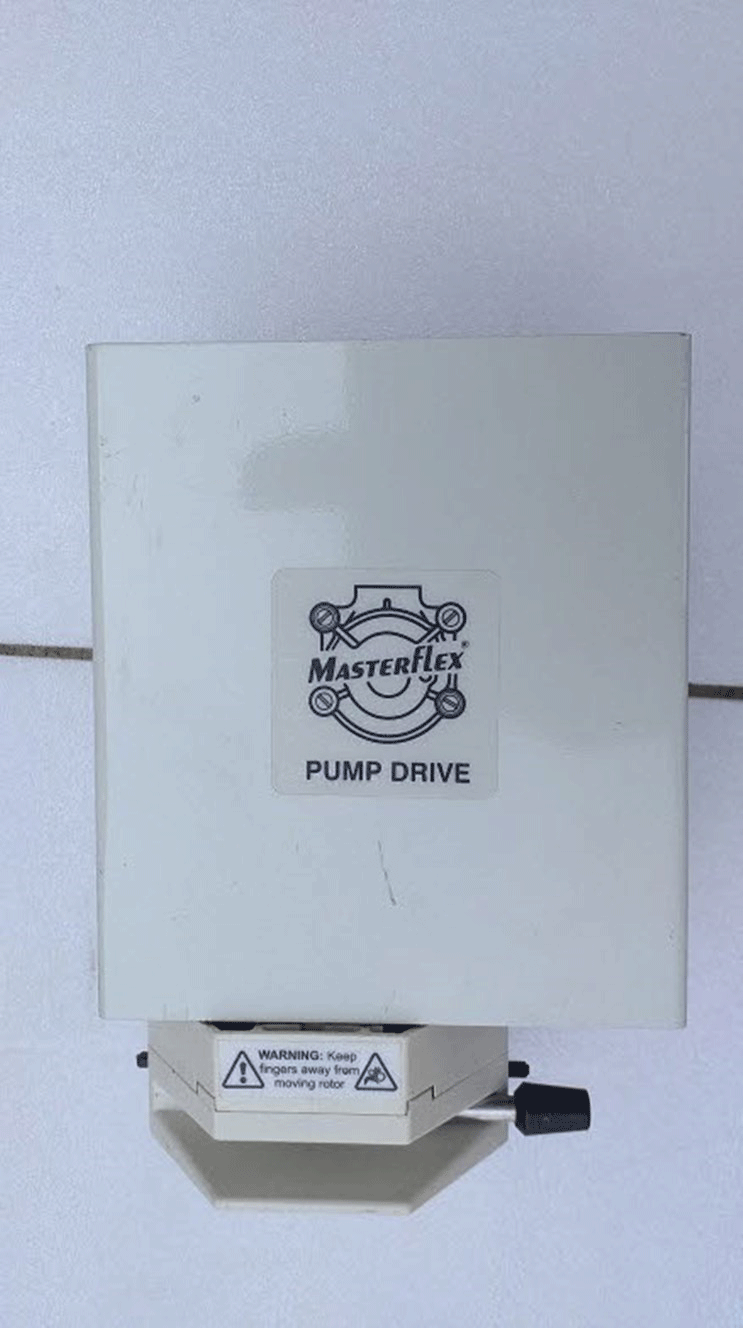 MASTERFLEX®
PUMP DRIVE
WARNING: Keep
fingers away from
moving rotor